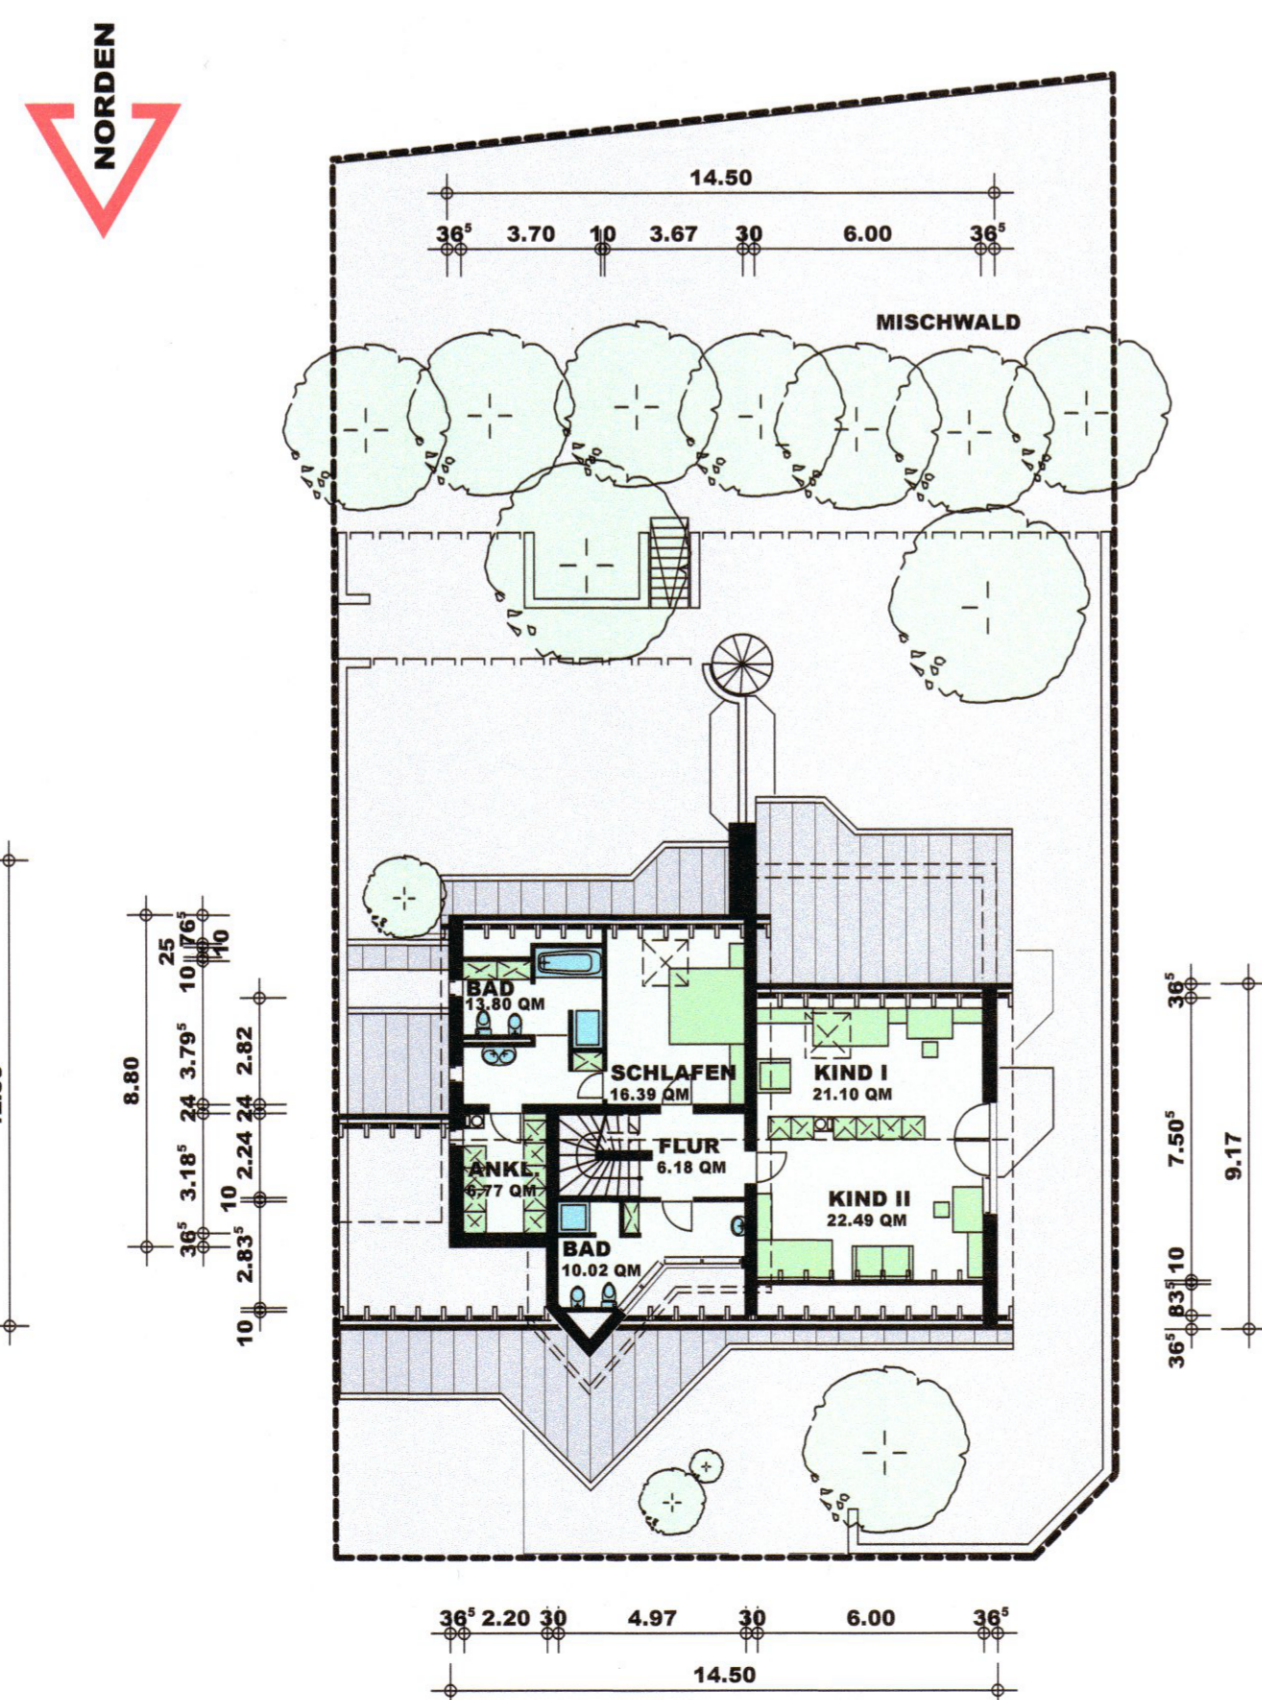 NORDEN
14.50
36⁵ 3.70 10 3.67 30 6.00 36⁵
MISCHWALD
8.80
76⁵
10
25
10
3.79⁵
24
3.18⁵
36⁵
2.82
24
2.24
10
2.83⁵
10
BAD
13.80 QM
SCHLAFEN
16.39 QM
KIND I
21.10 QM
FLUR
6.18 QM
ANKL.
6.77 QM
KIND II
22.49 QM
BAD
10.02 QM
36⁵
7.50⁵
10
83⁵
36⁵
9.17
36⁵ 2.20 30 4.97 30 6.00 36⁵
14.50